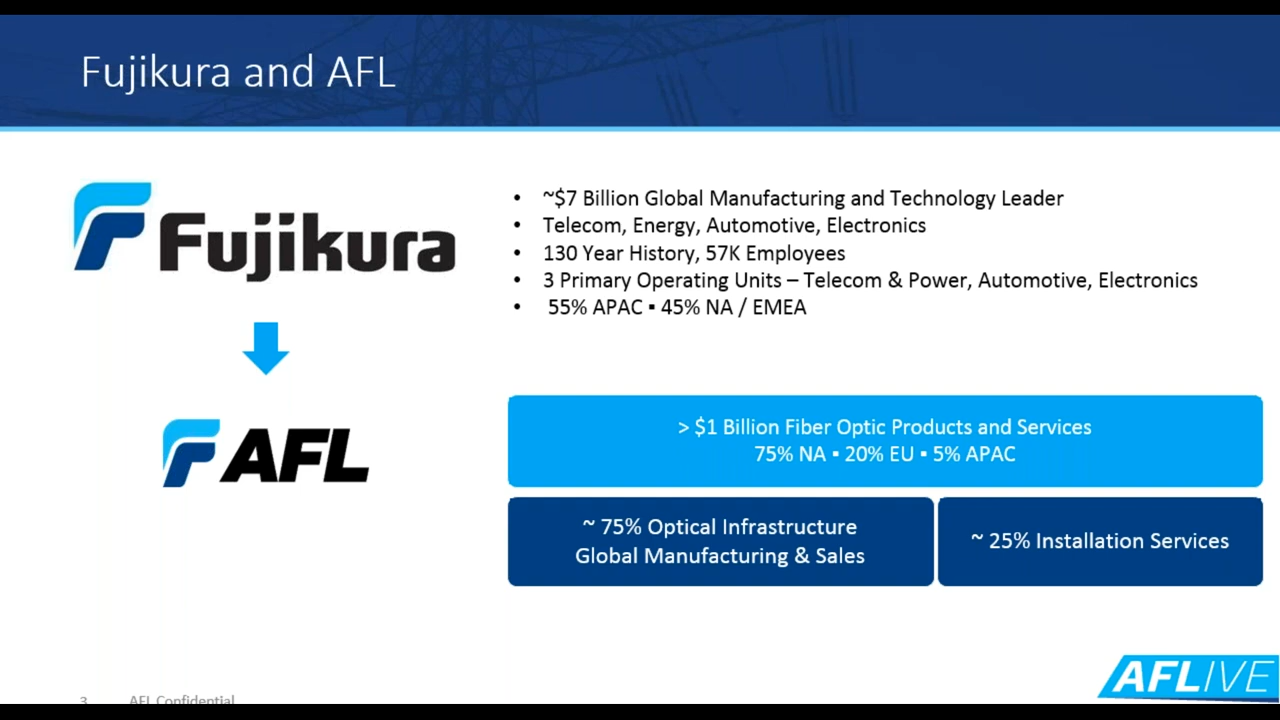 Fujikura and AFL
Fujikura
• ~$7 Billion Global Manufacturing and Technology Leader
• Telecom, Energy, Automotive, Electronics
• 130 Year History, 57K Employees
• 3 Primary Operating Units – Telecom & Power, Automotive, Electronics
• 55% APAC ▪ 45% NA / EMEA
AFL
> $1 Billion Fiber Optic Products and Services
75% NA ▪ 20% EU ▪ 5% APAC
~ 75% Optical Infrastructure
Global Manufacturing & Sales
~ 25% Installation Services
AFLIVE
3 AFL Confidential